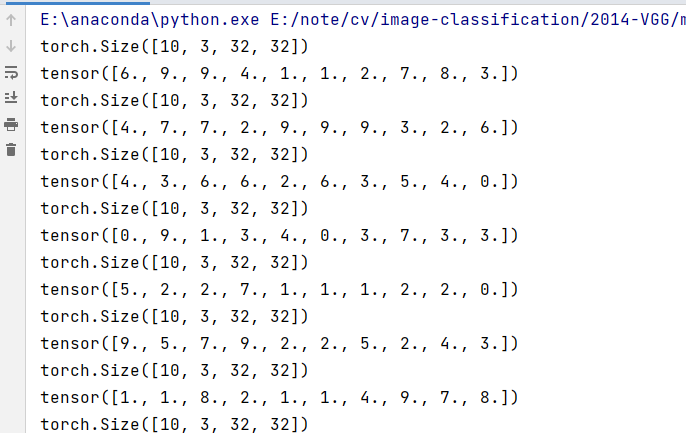 E:\anaconda\python.exe E:/note/cv/image-classification/2014-VGG/m
torch.Size([10, 3, 32, 32])
tensor([6., 9., 9., 4., 1., 1., 2., 7., 8., 3.])
torch.Size([10, 3, 32, 32])
tensor([4., 7., 7., 2., 9., 9., 9., 3., 2., 6.])
torch.Size([10, 3, 32, 32])
tensor([4., 3., 6., 6., 2., 6., 3., 5., 4., 0.])
torch.Size([10, 3, 32, 32])
tensor([0., 9., 1., 3., 4., 0., 3., 7., 3., 3.])
torch.Size([10, 3, 32, 32])
tensor([5., 2., 2., 7., 1., 1., 1., 2., 2., 0.])
torch.Size([10, 3, 32, 32])
tensor([9., 5., 7., 9., 2., 2., 5., 2., 4., 3.])
torch.Size([10, 3, 32, 32])
tensor([1., 1., 8., 2., 1., 1., 4., 9., 7., 8.])
torch.Size([10, 3, 32, 32])